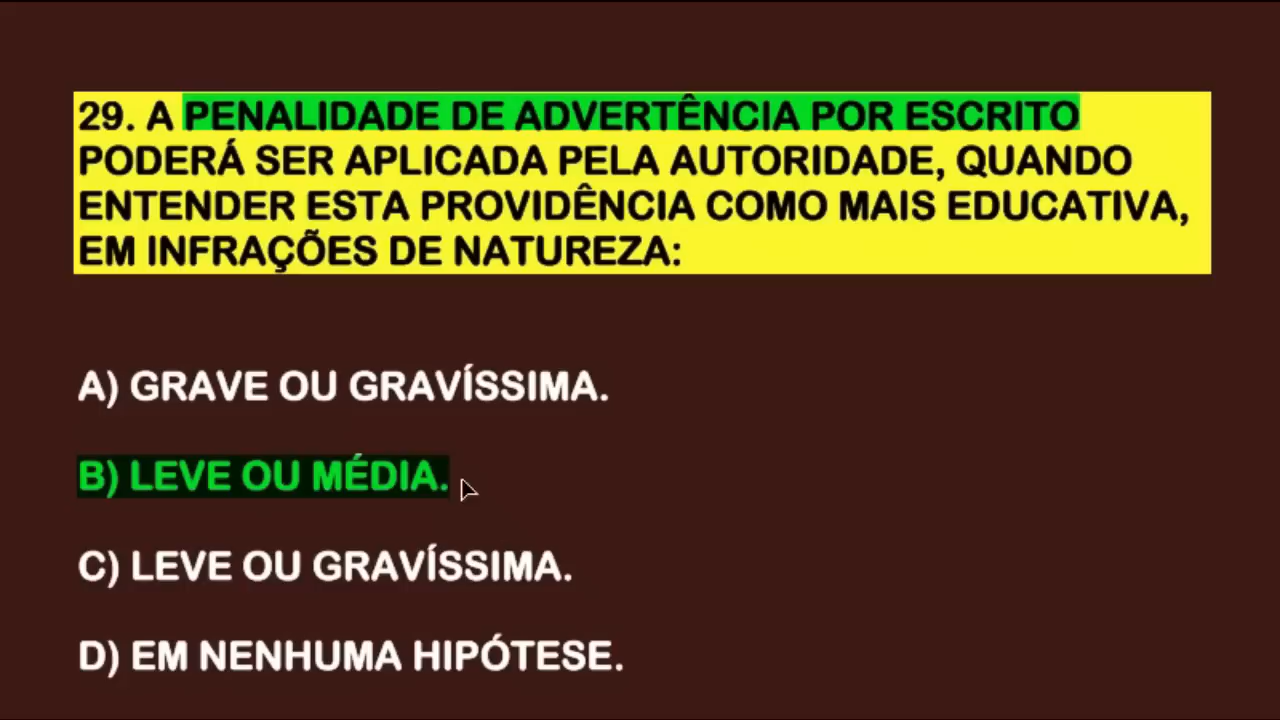 29. A PENALIDADE DE ADVERTÊNCIA POR ESCRITO
PODERÁ SER APLICADA PELA AUTORIDADE, QUANDO
ENTENDER ESTA PROVIDÊNCIA COMO MAIS EDUCATIVA,
EM INFRAÇÕES DE NATUREZA:
A) GRAVE OU GRAVÍSSIMA.
B) LEVE OU MÉDIA.
C) LEVE OU GRAVÍSSIMA.
D) EM NENHUMA HIPÓTESE.